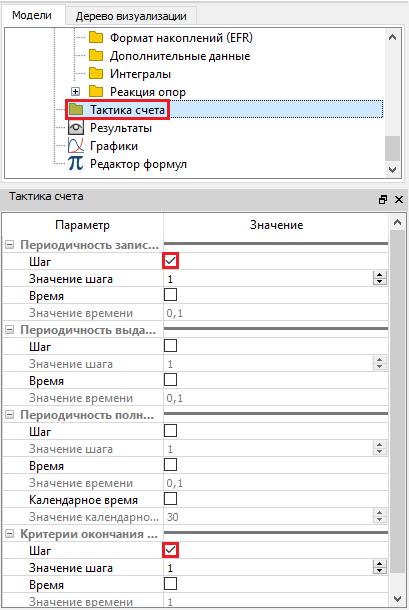 Модели
Дерево визуализации
Формат накоплений (EFR)
Дополнительные данные
Интегралы
Реакция опор
Тактика счета
Результаты
Графики
Редактор формул
Тактика счета
Параметр Значение
Периодичность запис...
Шаг
Значение шага 1
Время
Значение времени 0,1
Периодичность выда...
Шаг
Значение шага 1
Время
Значение времени 0,1
Периодичность полн...
Шаг
Значение шага 1
Время
Значение времени 0,1
Календарное время
Значение календарно... 30
Критерии окончания ...
Шаг
Значение шага 1
Время
Значение времени 1